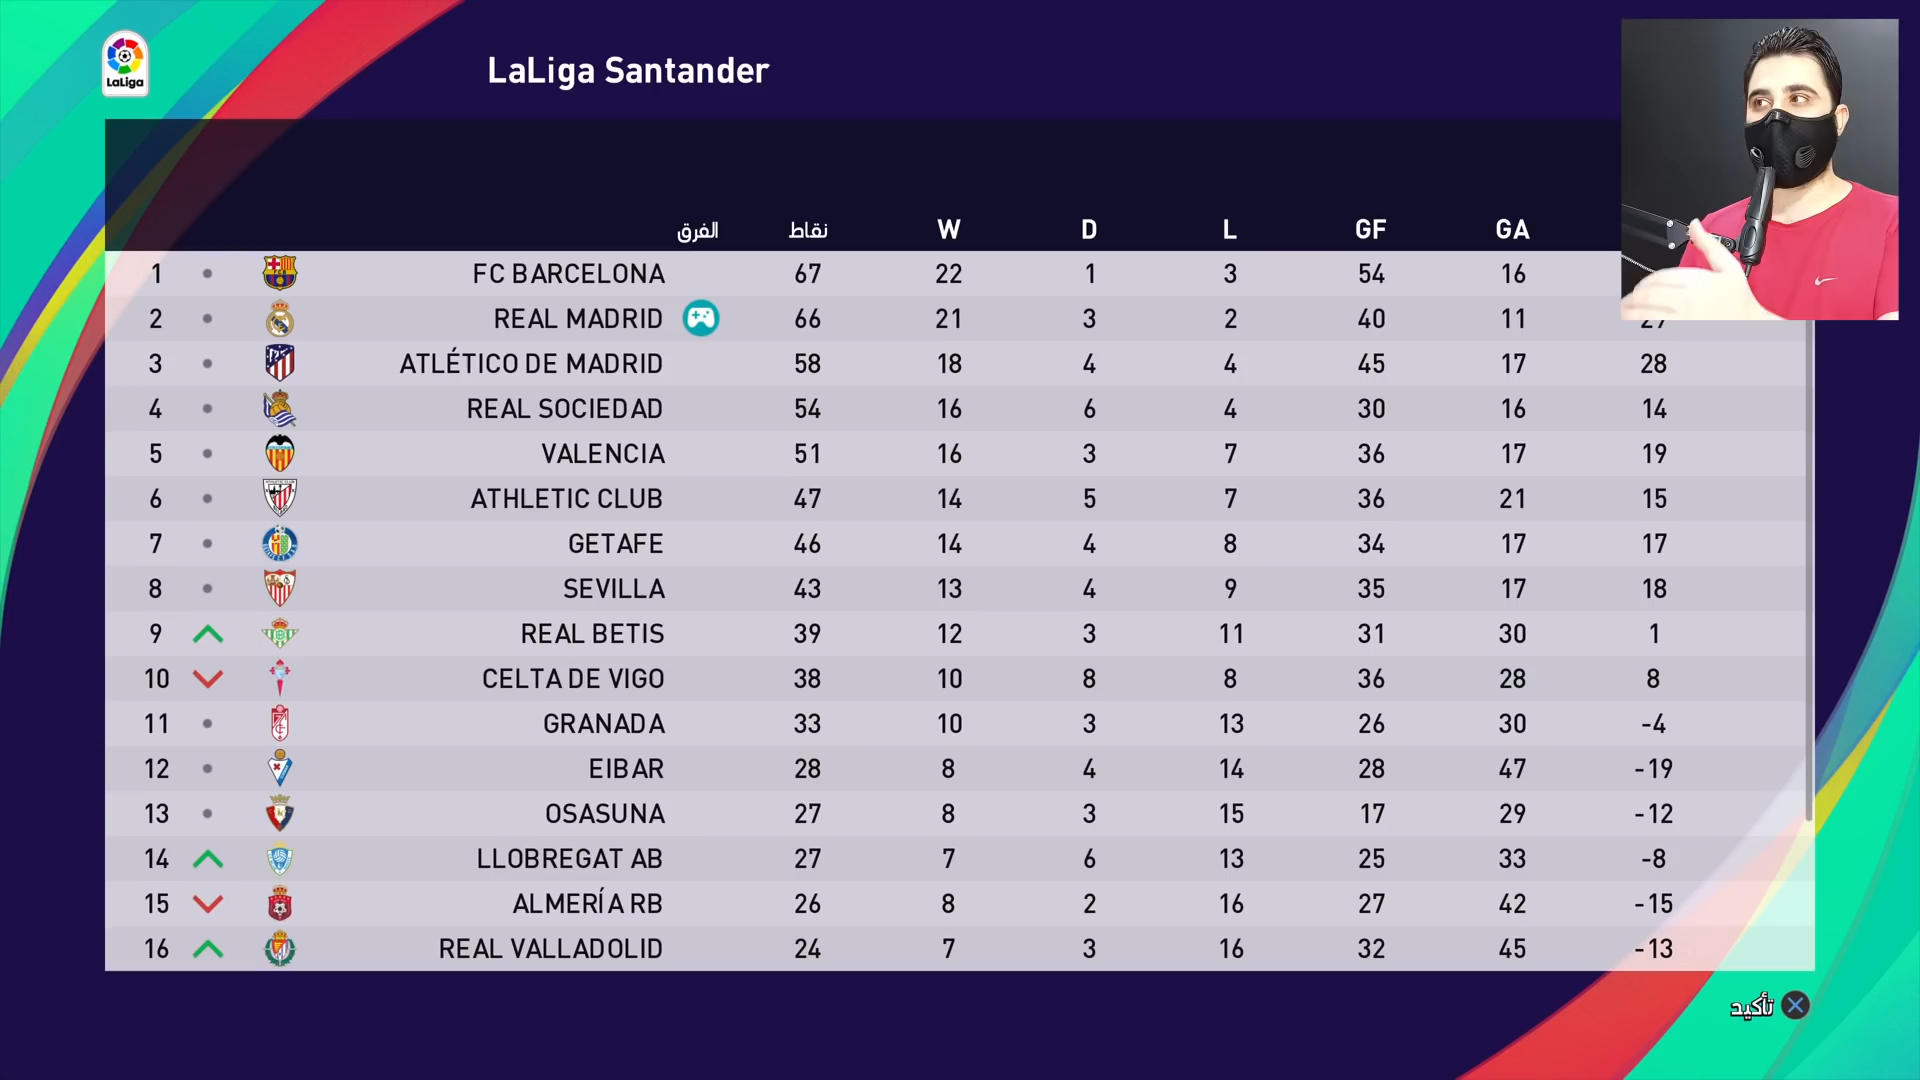 LaLiga
LaLiga Santander
الفرق نقاط W D L GF GA
1 FC BARCELONA 67 22 1 3 54 16
2 REAL MADRID 66 21 3 2 40 11
3 ATLÉTICO DE MADRID 58 18 4 4 45 17 28
4 REAL SOCIEDAD 54 16 6 4 30 16 14
5 VALENCIA 51 16 3 7 36 17 19
6 ATHLETIC CLUB 47 14 5 7 36 21 15
7 GETAFE 46 14 4 8 34 17 17
8 SEVILLA 43 13 4 9 35 17 18
9 REAL BETIS 39 12 3 11 31 30 1
10 CELTA DE VIGO 38 10 8 8 36 28 8
11 GRANADA 33 10 3 13 26 30 -4
12 EIBAR 28 8 4 14 28 47 -19
13 OSASUNA 27 8 3 15 17 29 -12
14 LLOBREGAT AB 27 7 6 13 25 33 -8
15 ALMERÍA RB 26 8 2 16 27 42 -15
16 REAL VALLADOLID 24 7 3 16 32 45 -13
تأكيد